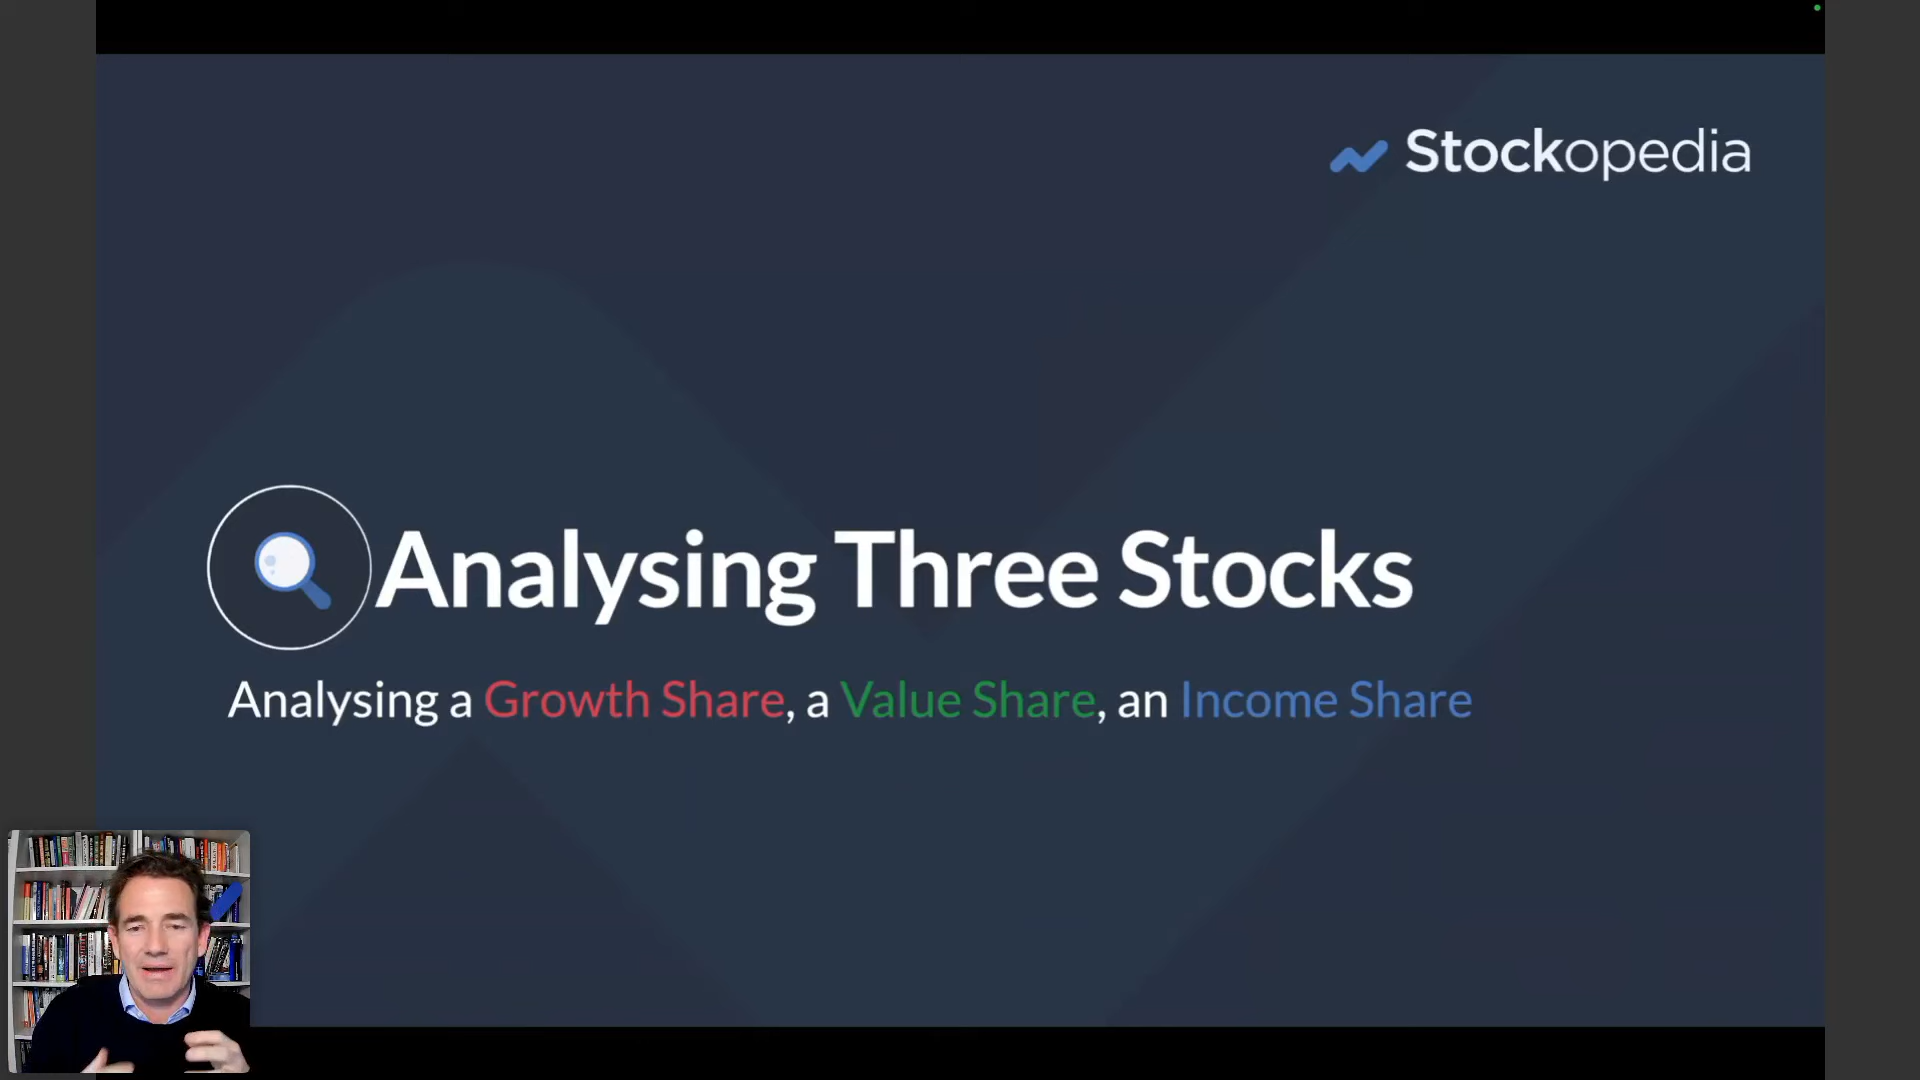 Stockopedia
Analysing Three Stocks
Analysing a Growth Share, a Value Share, an Income Share